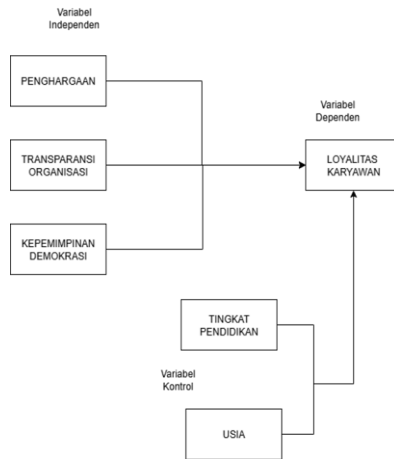 Variabel
Independen
PENGHARGAAN
Variabel
Dependen
TRANSPARANSI
ORGANISASI
LOYALITAS
KARYAWAN
KEPEMIMPINAN
DEMOKRASI
TINGKAT
PENDIDIKAN
Variabel
Kontrol
USIA